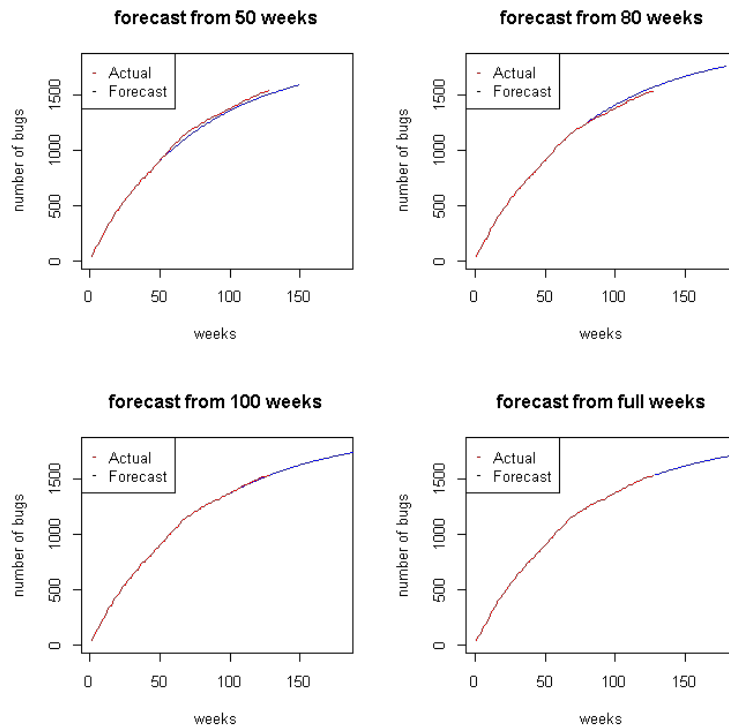 forecast from 50 weeks
- Actual
- Forecast
number of bugs
0
500
1000
1500
0
50
100
150
weeks
forecast from 80 weeks
- Actual
- Forecast
number of bugs
0
500
1000
1500
0
50
100
150
weeks
forecast from 100 weeks
- Actual
- Forecast
number of bugs
0
500
1000
1500
0
50
100
150
weeks
forecast from full weeks
- Actual
- Forecast
number of bugs
0
500
1000
1500
0
50
100
150
weeks